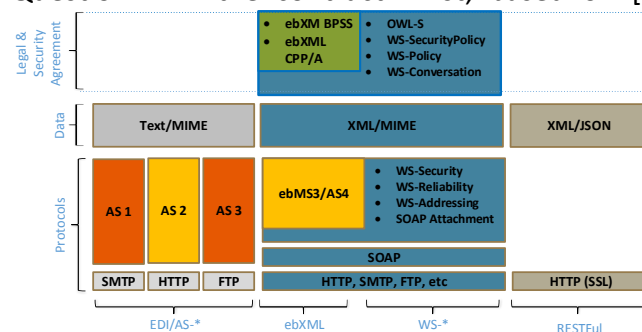 Legal &
Security
Agreement
ebXM BPSS
ebXML
CPP/A
OWL-S
WS-SecurityPolicy
WS-Policy
WS-Conversation
Data
Text/MIME
XML/MIME
XML/JSON
Protocols
AS 1
AS 2
AS 3
ebMS3/AS4
WS-Security
WS-Reliability
WS-Addressing
SOAP Attachment
SOAP
SMTP
HTTP
FTP
HTTP, SMTP, FTP, etc
HTTP (SSL)
EDI/AS-*
ebXML
WS-*
RESTFul